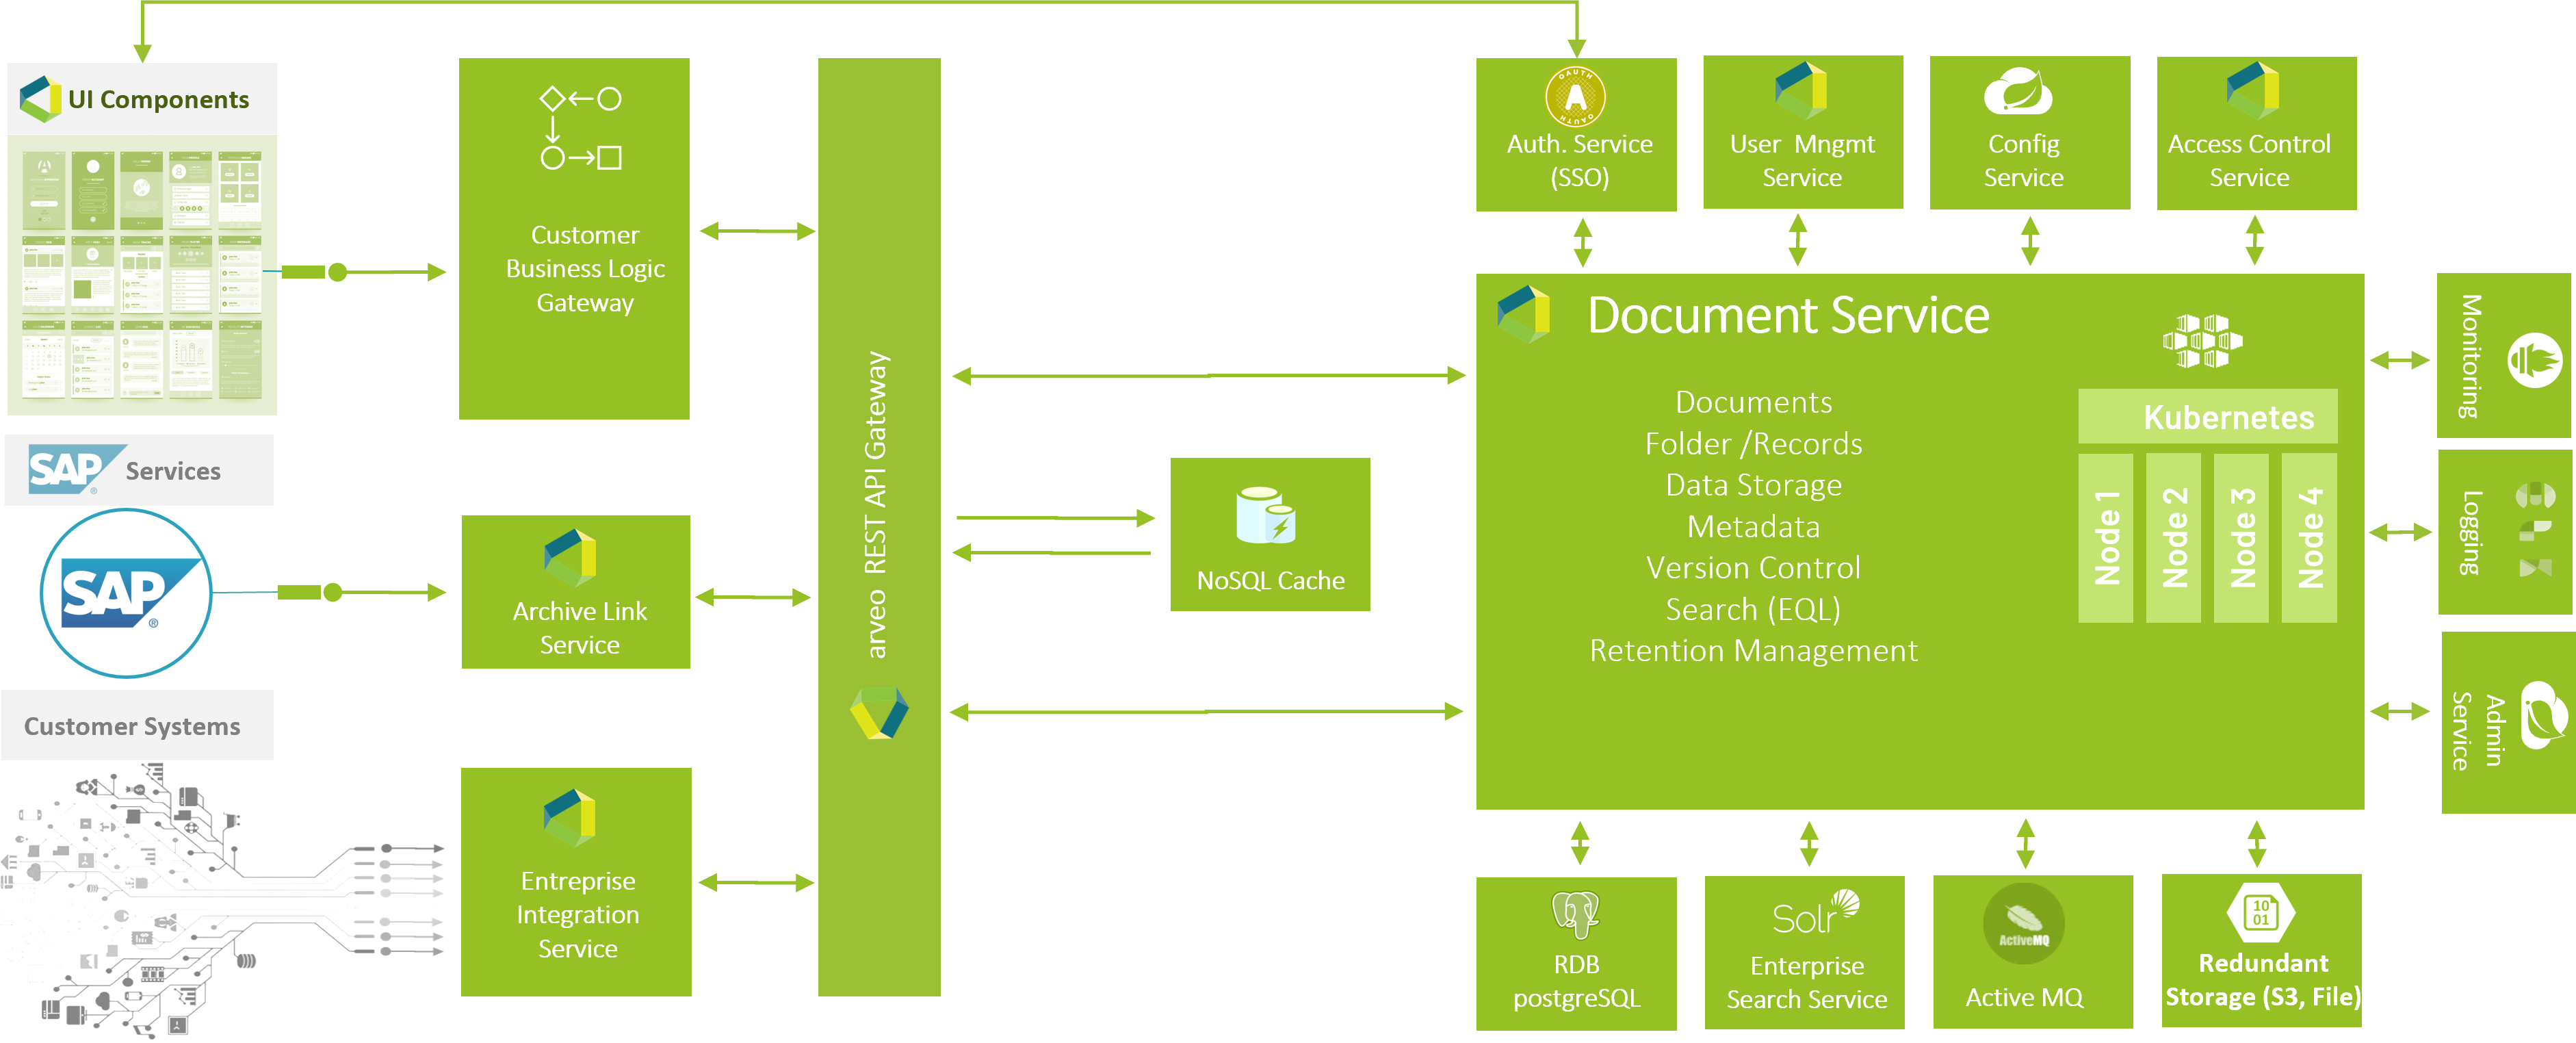 UI Components
SAP
®
Services
SAP
®
Customer Systems
Customer
Business Logic
Gateway
Archive Link
Service
Entreprise
Integration
Service
arveo REST API Gateway
NoSQL Cache
OAUTH
A
OAUTH
Auth. Service
(SSO)
User Mngmt
Service
Config
Service
Access Control
Service
Document Service
Documents
Folder /Records
Data Storage
Metadata
Version Control
Search (EQL)
Retention Management
Kubernetes
Node 1
Node 2
Node 3
Node 4
Monitoring
Logging
Admin
Service
RDB
postgreSQL
Solr
Enterprise
Search Service
ActiveMQ
Active MQ
10
01
Redundant
Storage (S3, File)